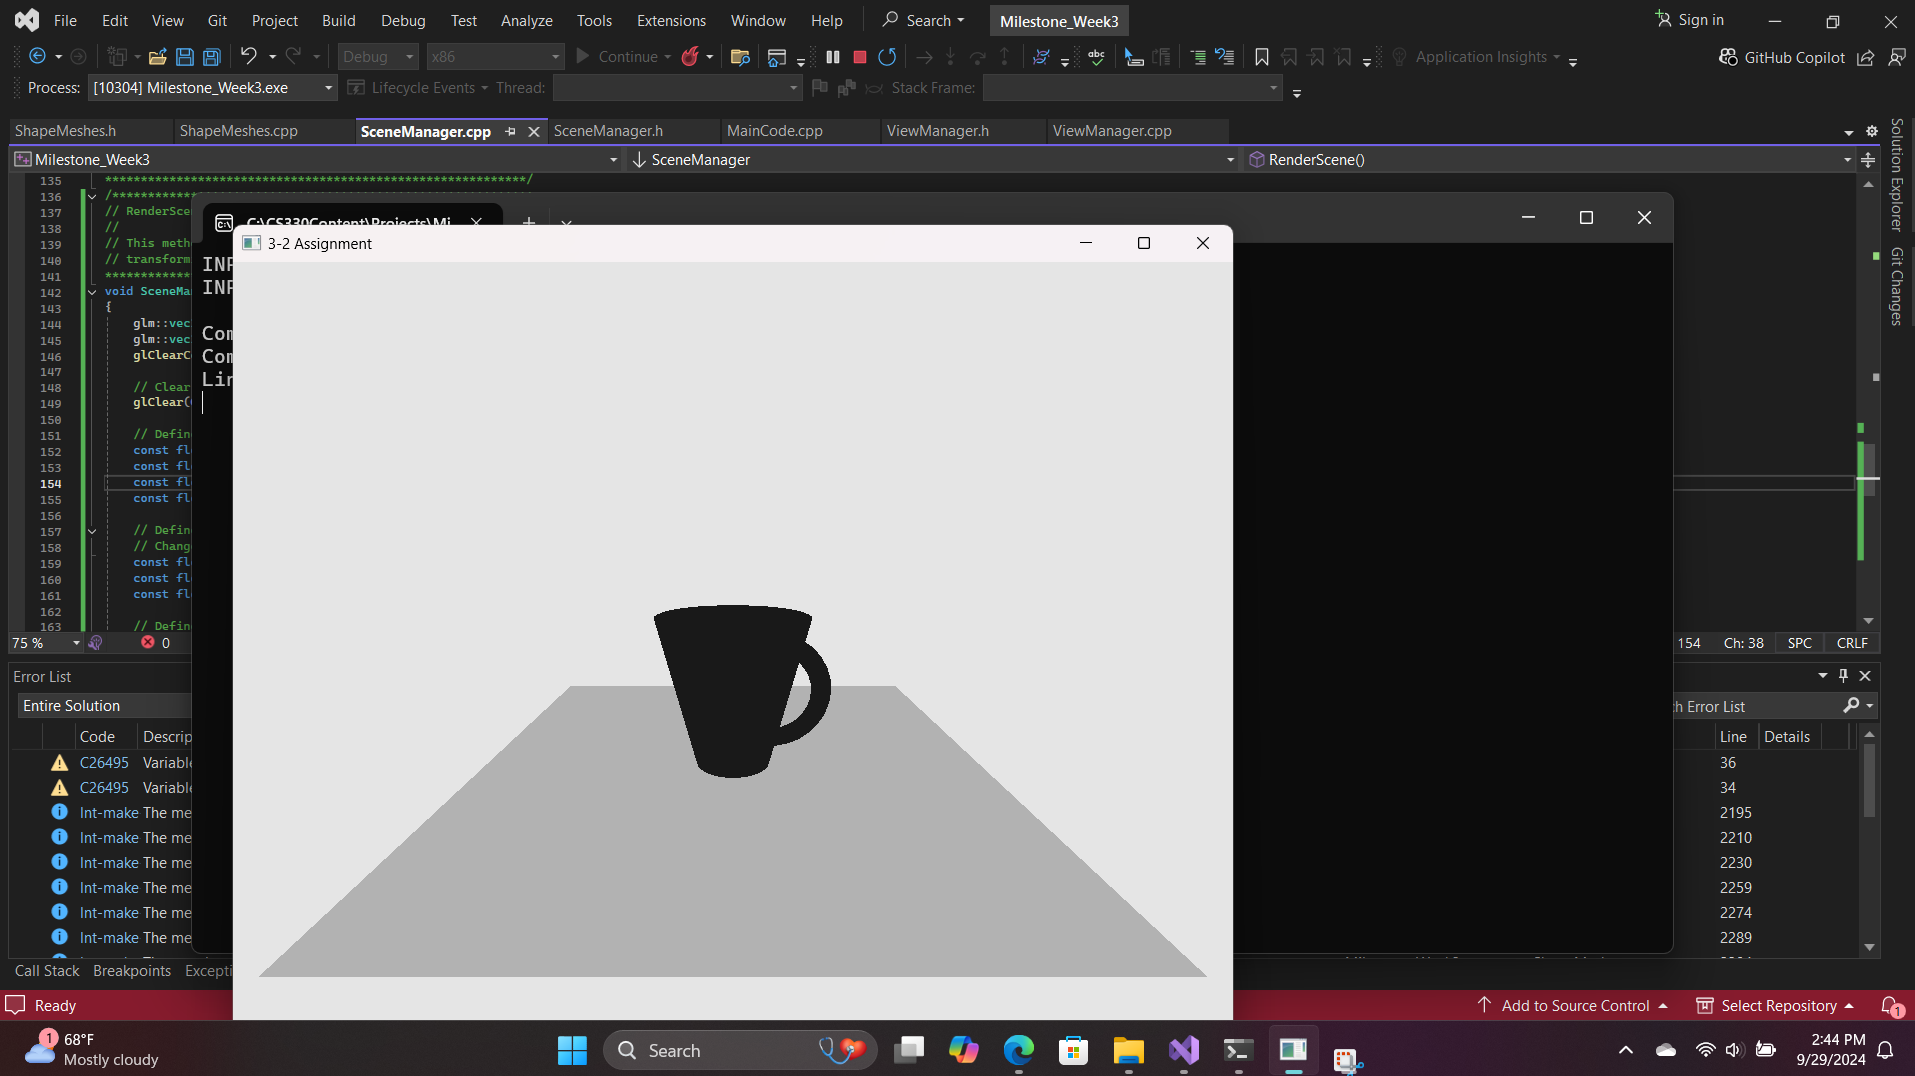 File Edit View Git Project Build Debug Test Analyze Tools Extensions Window Help Search Milestone_Week3 Sign in
Debug x86 Continue Application Insights GitHub Copilot
Process: [10304] Milestone_Week3.exe Lifecycle Events Thread: Stack Frame:
ShapeMeshes.h ShapeMeshes.cpp SceneManager.cpp SceneManager.h MainCode.cpp ViewManager.h ViewManager.cpp
Milestone_Week3 SceneManager RenderScene()
Solution Explorer
Git Changes
135 ***********************************************************/
136 /***********
137 // RenderSce
138 //
139 // This meth
140 // transform
141 ************
142 void SceneMa
143 {
144 glm::vec
145 glm::vec
146 glClearC
147
148 // Clear
149 glClear(
150
151 // Defin
152 const fl
153 const fl
154 const fl
155 const fl
156
157 // Defin
158 // Chang
159 const fl
160 const fl
161 const fl
162
163 // Defin
C:\CS330Content\Projects\Mi
3-2 Assignment
INF
INF
Com
Com
Lin
75 % 0 154 Ch: 38 SPC CRLF
Error List
Entire Solution ch Error List
Code Descrip Line Details
C26495 Variable 36
C26495 Variable 34
Int-make The me 2195
Int-make The me 2210
Int-make The me 2230
Int-make The me 2259
Int-make The me 2274
Int-make The me 2289
Call Stack Breakpoints Excepti
Ready Add to Source Control Select Repository 1
1 68°F
Mostly cloudy
Search
2:44 PM
9/29/2024